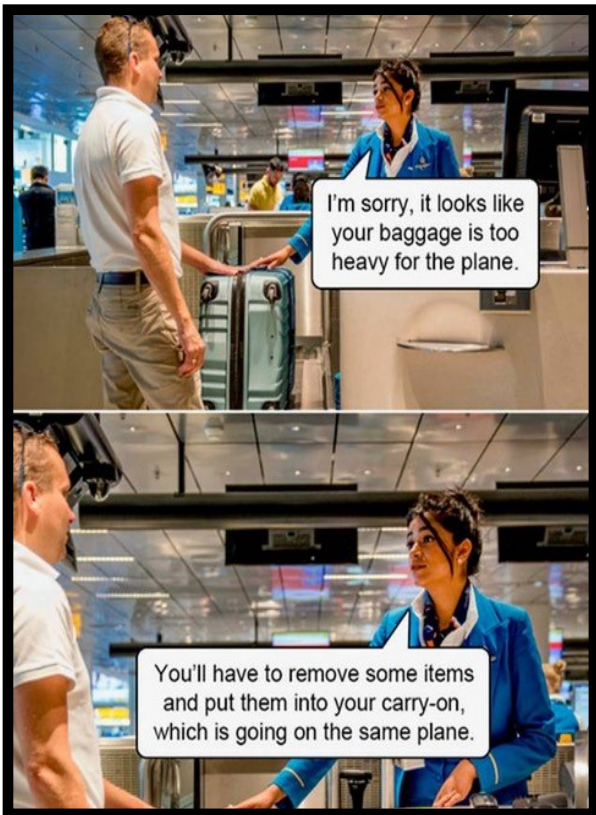 I'm sorry, it looks like
your baggage is too
heavy for the plane.
You'll have to remove some items
and put them into your carry-on,
which is going on the same plane.